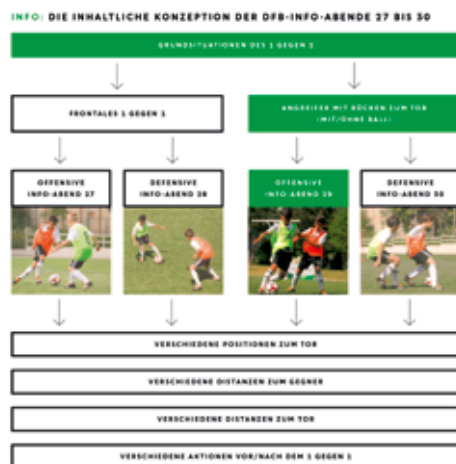 INFO: DIE INHALTLICHE KONZEPTION DER DFB-INFO-ABENDE 27 BIS 30
GRUNDSITUATIONEN DES 1 GEGEN 1
FRONTALES 1 GEGEN 1
ANGREIFER MIT RÜCKEN ZUM TOR
(MIT/OHNE BALL)
OFFENSIVE
INFO-ABEND 27
DEFENSIVE
INFO-ABEND 28
OFFENSIVE
INFO-ABEND 29
DEFENSIVE
INFO-ABEND 30
VERSCHIEDENE POSITIONEN ZUM TOR
VERSCHIEDENE DISTANZEN ZUM GEGNER
VERSCHIEDENE DISTANZEN ZUM TOR
VERSCHIEDENE AKTIONEN VOR/NACH DEM 1 GEGEN 1